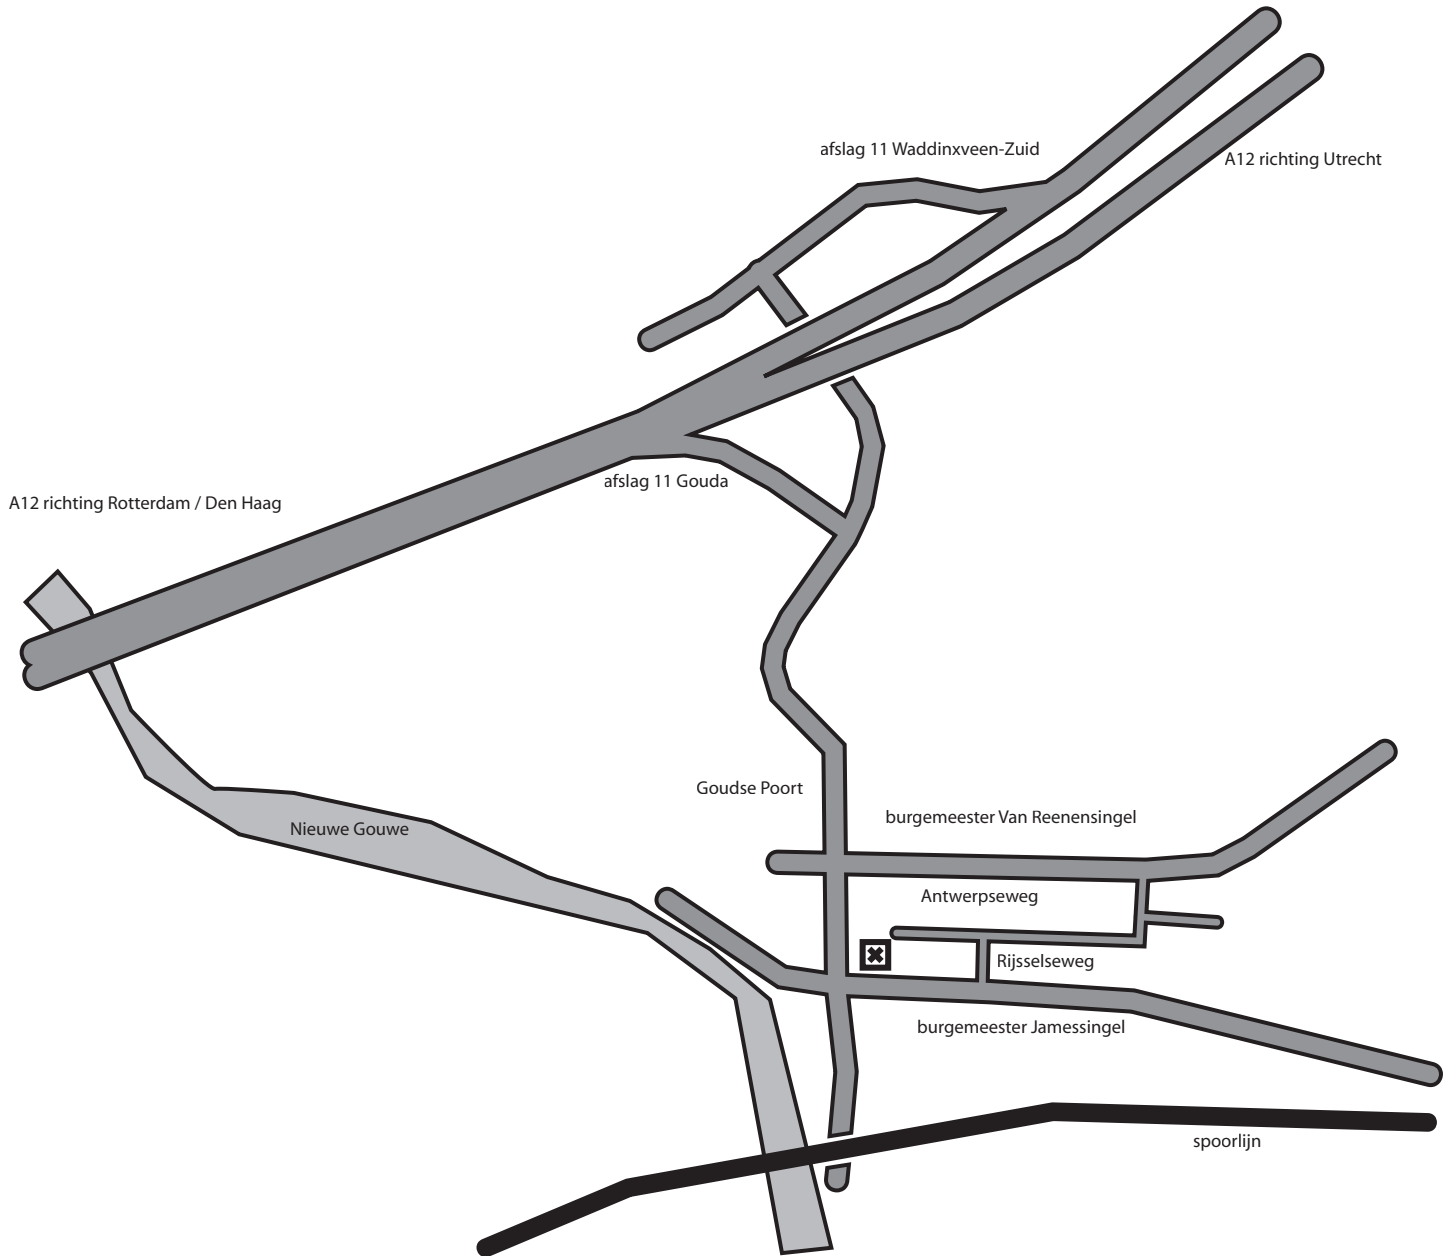 afslag 11 Waddinxveen-Zuid
A12 richting Utrecht
afslag 11 Gouda
A12 richting Rotterdam / Den Haag
Goudse Poort
burgemeester Van Reenensingel
Nieuwe Gouwe
Antwerpseweg
Rijsselseweg
burgemeester Jamessingel
spoorlijn